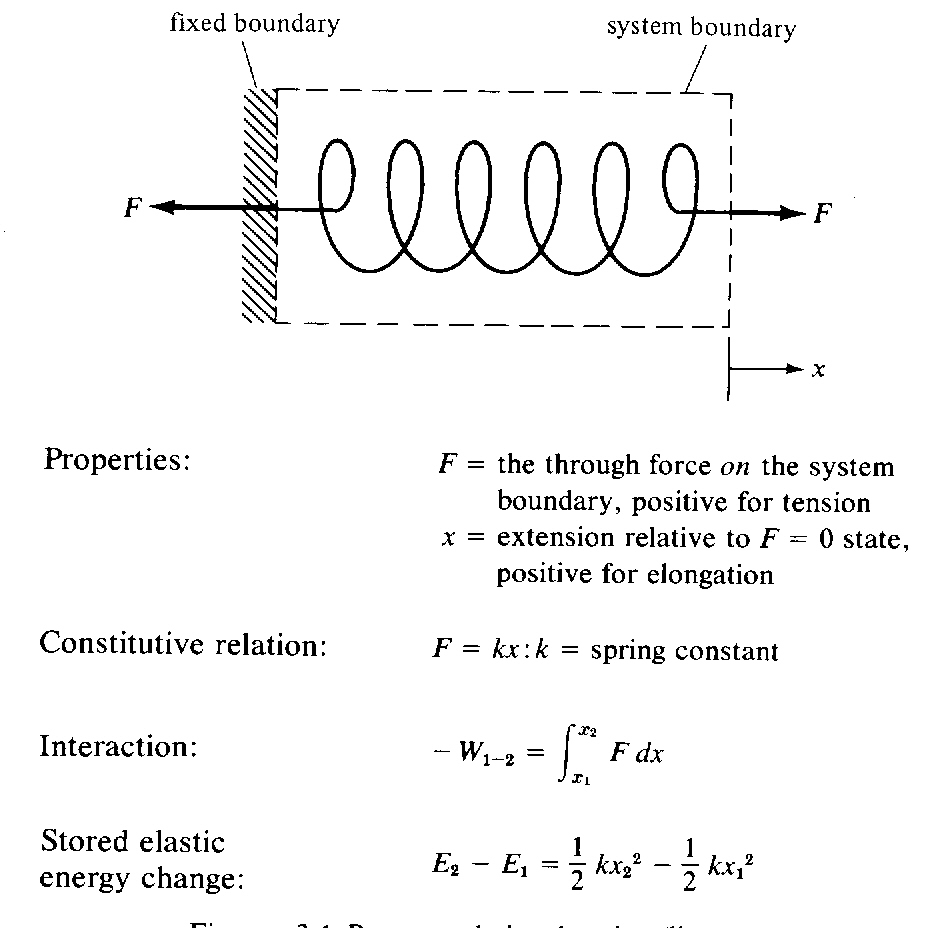 fixed boundary
system boundary
F
F
x
Properties:
F = the through force on the system
boundary, positive for tension
x = extension relative to F = 0 state,
positive for elongation
Constitutive relation:
F = kx : k = spring constant
Interaction:
− W₁₋₂ = ∫ₓ₁ˣ² F dx
Stored elastic
energy change:
E₂ − E₁ = 1/2 kx₂² − 1/2 kx₁²